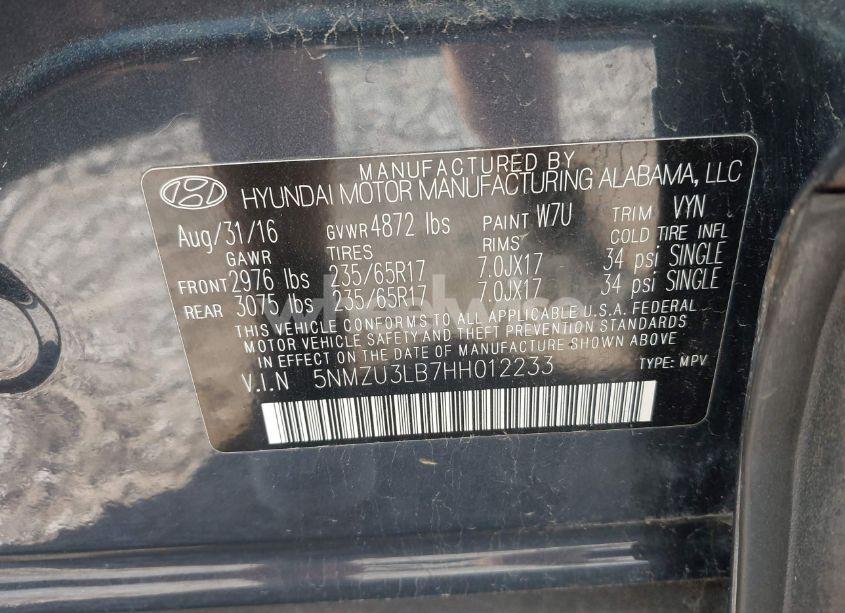 MANUFACTURED BY
HYUNDAI MOTOR MANUFACTURING ALABAMA, LLC
Aug/31/16 GVWR 4872 lbs PAINT W7U TRIM VYN
GAWR TIRES RIMS COLD TIRE INFL
FRONT 2976 lbs 235/65R17 7.0JX17 34 psi SINGLE
REAR 3075 lbs 235/65R17 7.0JX17 34 psi SINGLE
THIS VEHICLE CONFORMS TO ALL APPLICABLE U.S.A. FEDERAL
MOTOR VEHICLE SAFETY AND THEFT PREVENTION STANDARDS
IN EFFECT ON THE DATE OF MANUFACTURE SHOWN ABOVE
V.I.N 5NMZU3LB7HH012233 TYPE: MPV